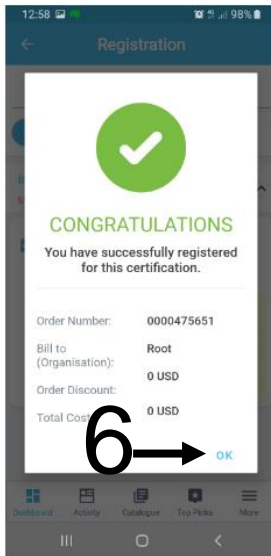 12:58 98%
Registration
CONGRATULATIONS
You have successfully registered
for this certification.
Order Number: 0000475651
Bill to Root
(Organisation):
0 USD
Order Discount:
Total Cost 0 USD
6
OK
Dashboard Activity Catalogue Top Picks More